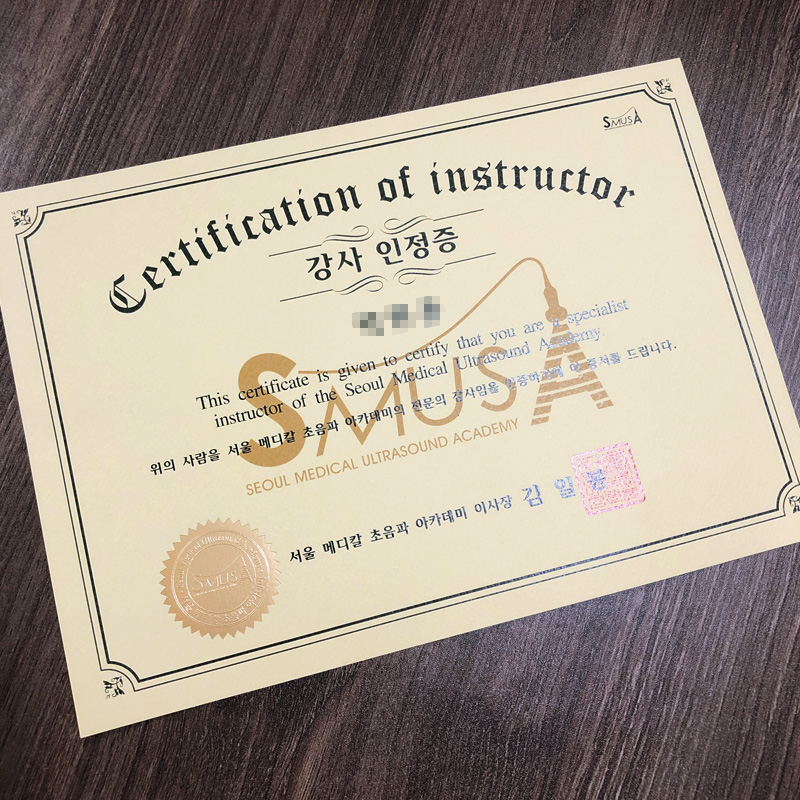 SMUSA
Certification of instructor
강사 인정증
This certificate is given to certify that you are a specialist
instructor of the Seoul Medical Ultrasound Academy.
위의 사람을 서울 메디칼 초음파 아카데미의 전문의 강사임을 인증하기에 이 증서를 드립니다.
SMUSA
SEOUL MEDICAL ULTRASOUND ACADEMY
서울 메디칼 초음파 아카데미 이사장 김 일 봉
SMUSA